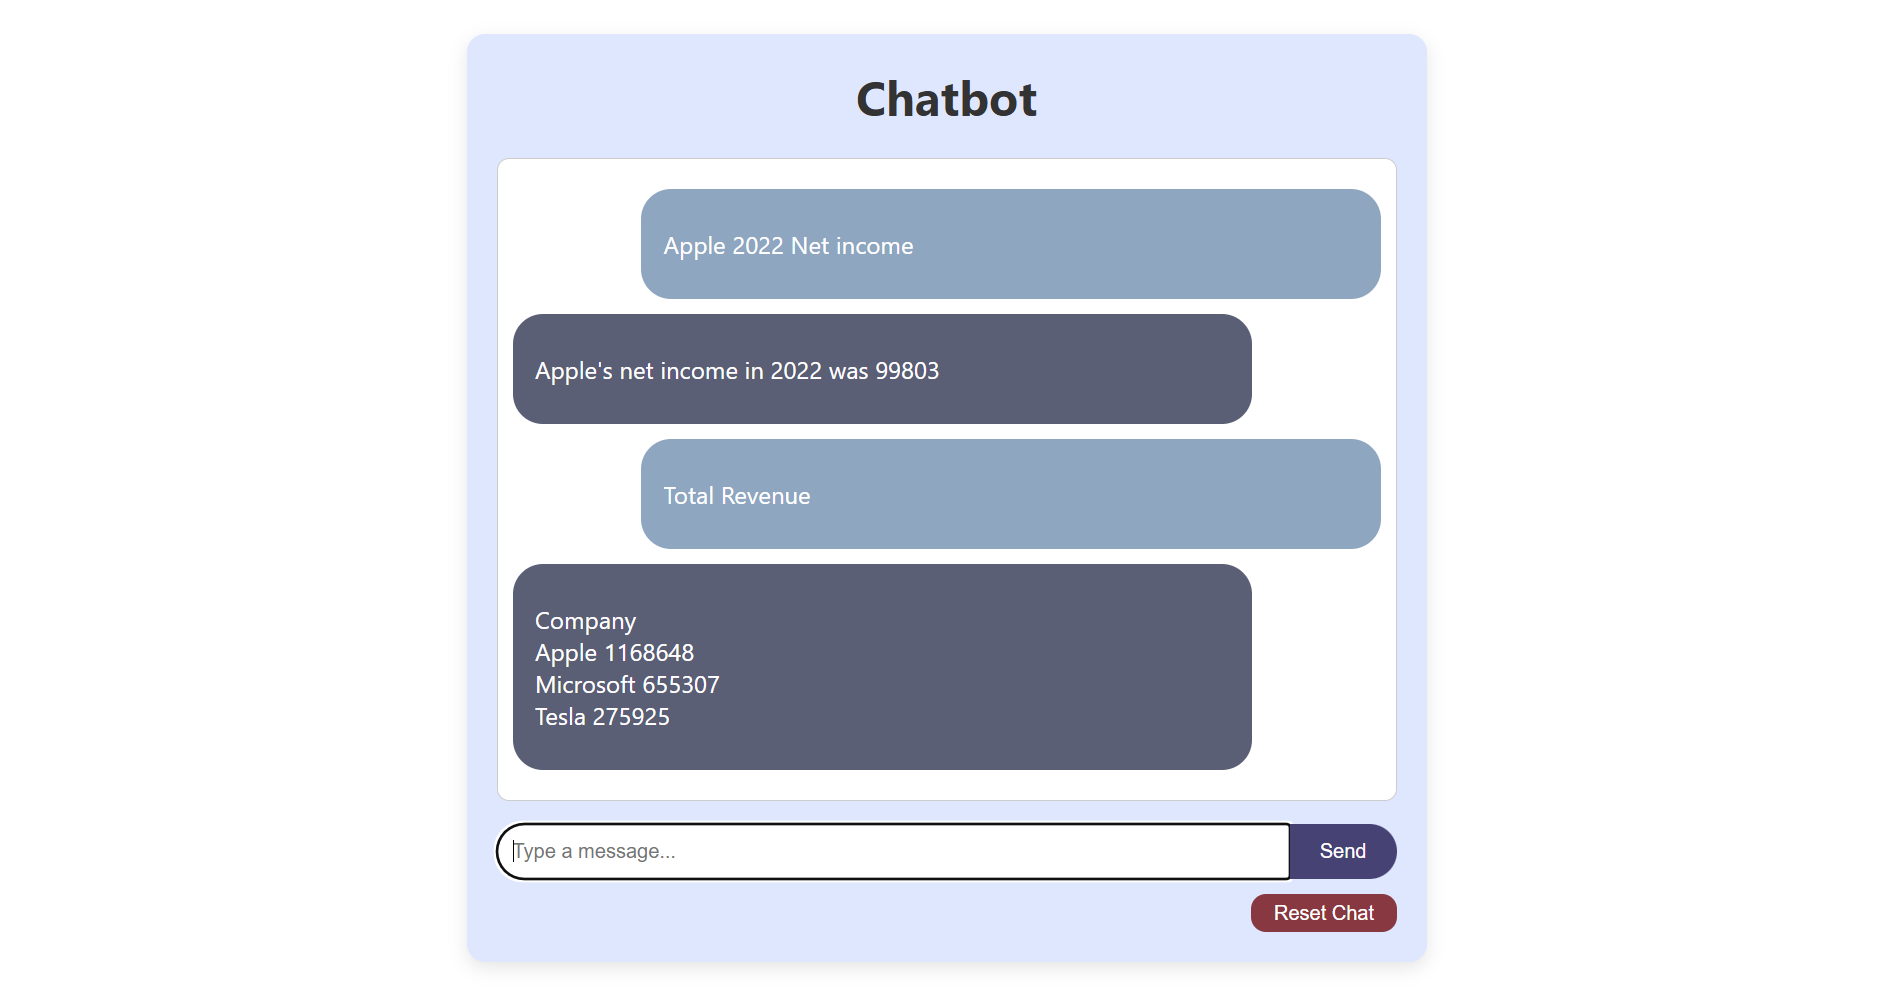 Chatbot
Apple 2022 Net income
Apple's net income in 2022 was 99803
Total Revenue
Company
Apple 1168648
Microsoft 655307
Tesla 275925
Type a message...
Send
Reset Chat